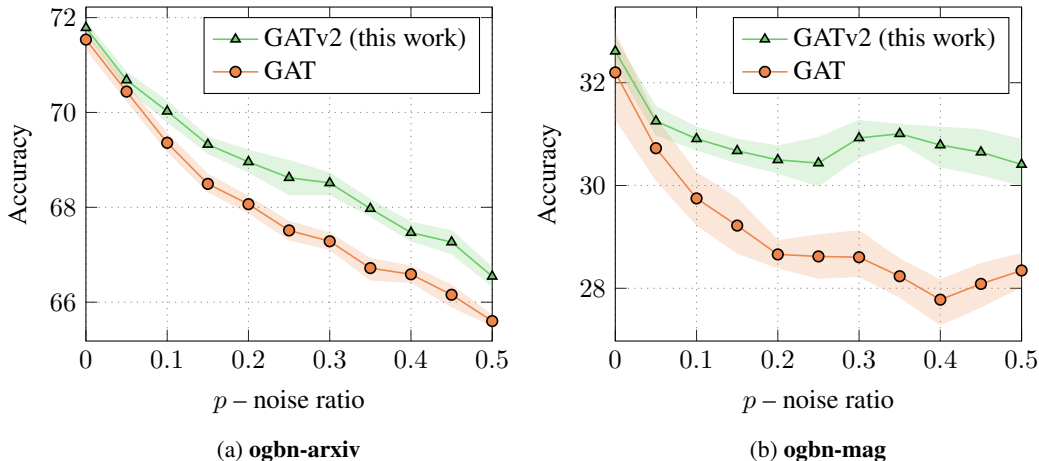 72
70
68
66
Accuracy
GATv2 (this work)
GAT
0
0.1
0.2
0.3
0.4
0.5
p – noise ratio
(a) ogbn-arxiv
32
30
28
Accuracy
GATv2 (this work)
GAT
0
0.1
0.2
0.3
0.4
0.5
p – noise ratio
(b) ogbn-mag